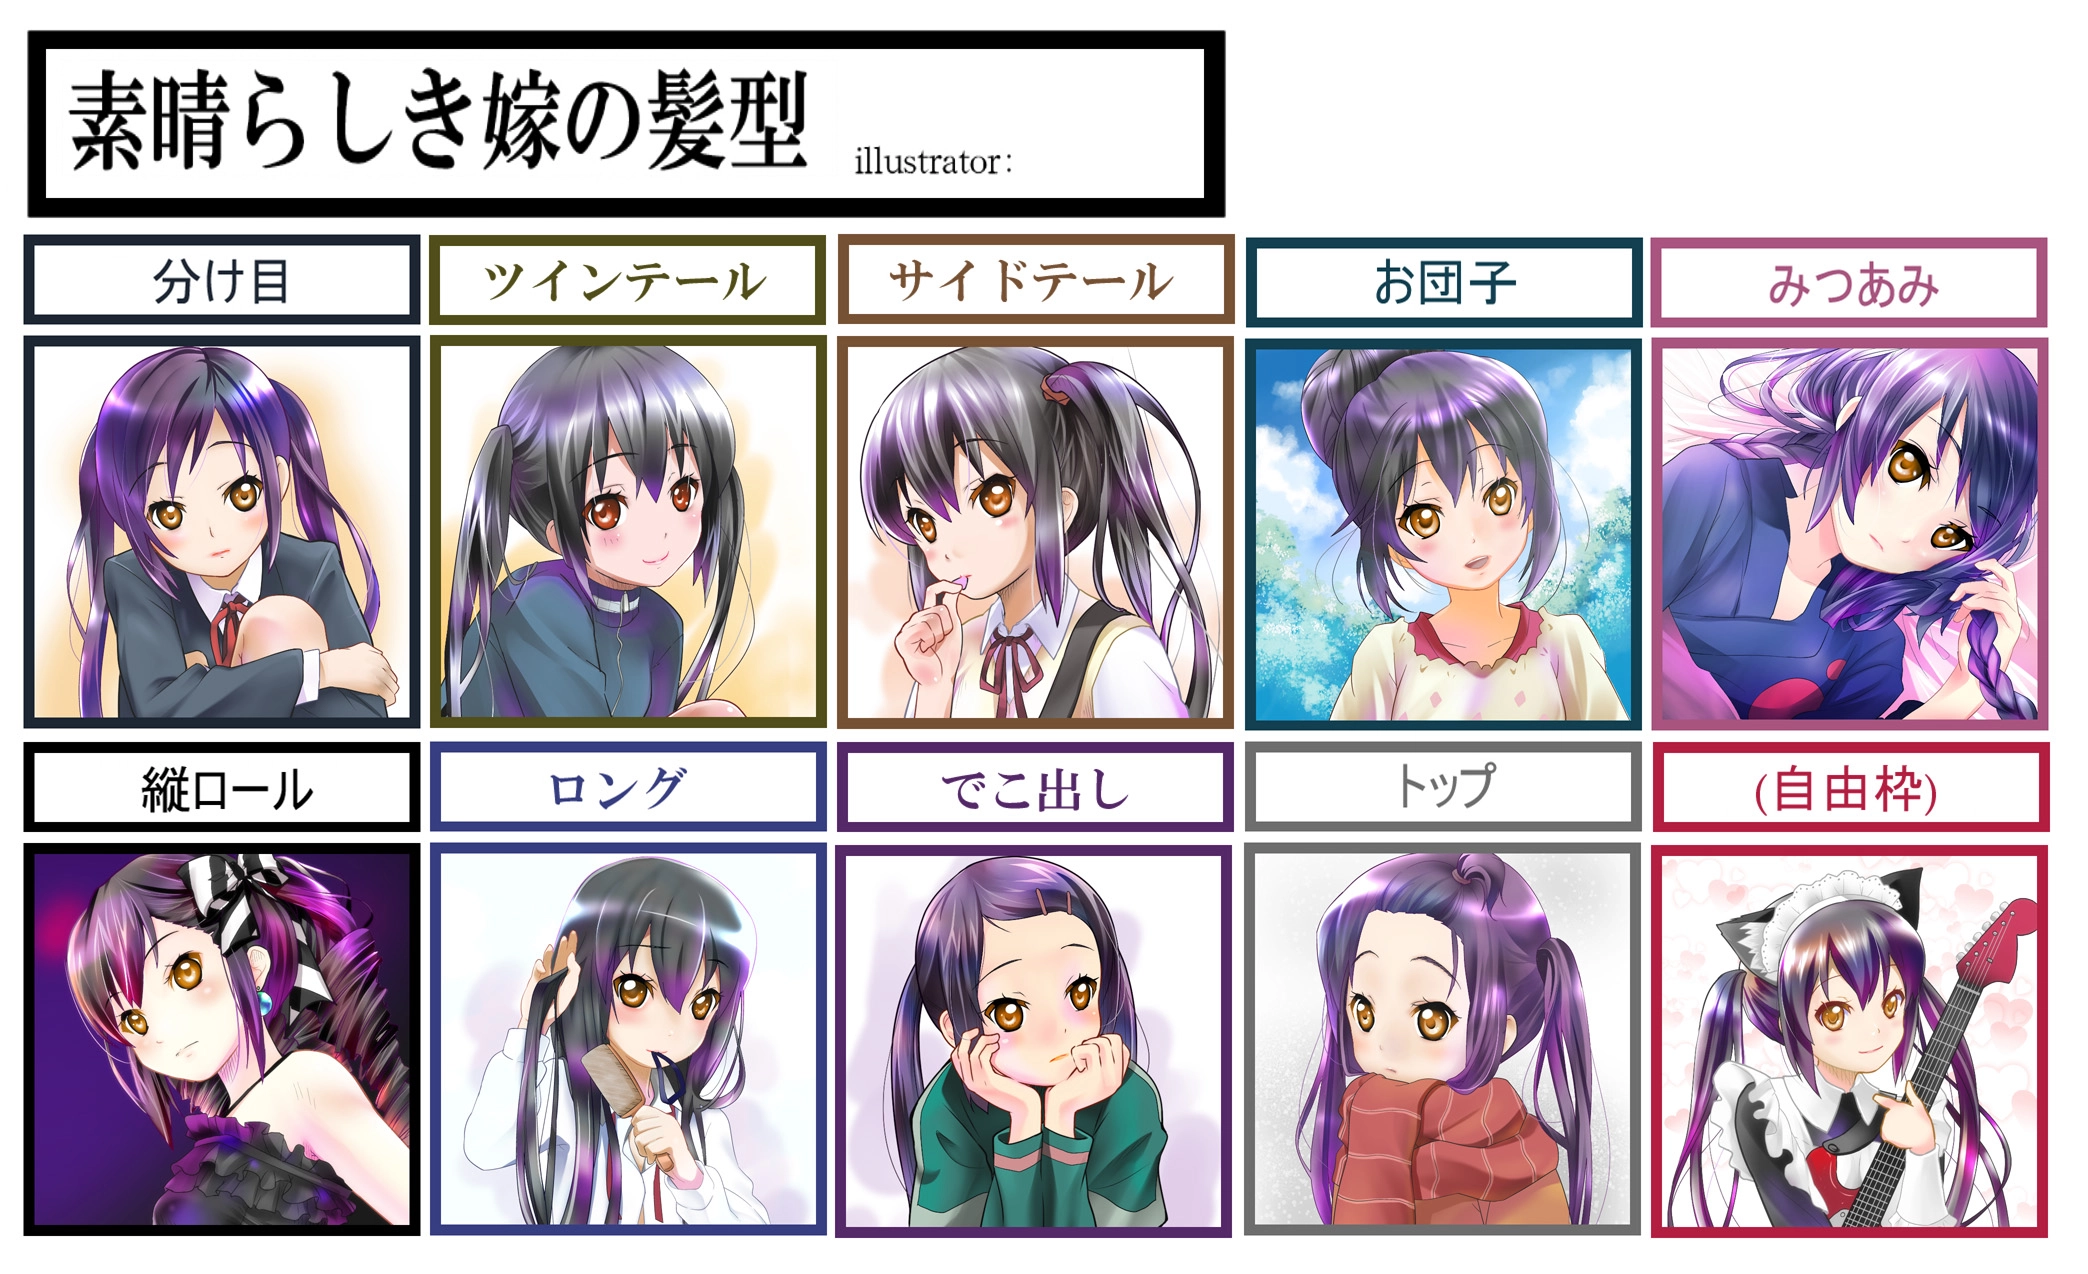 素晴らしき嫁の髪型
illustrator:
分け目
ツインテール
サイドテール
お団子
みつあみ
縦ロール
ロング
でこ出し
トップ
(自由枠)